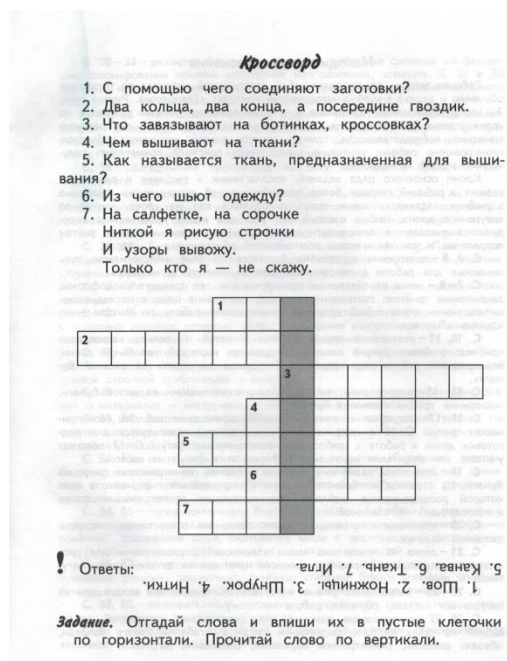 Кроссворд
1. С помощью чего соединяют заготовки?
2. Два кольца, два конца, а посередине гвоздик.
3. Что завязывают на ботинках, кроссовках?
4. Чем вышивают на ткани?
5. Как называется ткань, предназначенная для выши-
вания?
6. Из чего шьют одежду?
7. На салфетке, на сорочке
Ниткой я рисую строчки
И узоры вывожу.
Только кто я — не скажу.
1
2
3
4
5
6
7
! Ответы:
1. Шов. 2. Ножницы. 3. Шнурок. 4. Нитки.
5. Канва. 6. Ткань. 7. Игла.
Задание. Отгадай слова и впиши их в пустые клеточки
по горизонтали. Прочитай слово по вертикали.